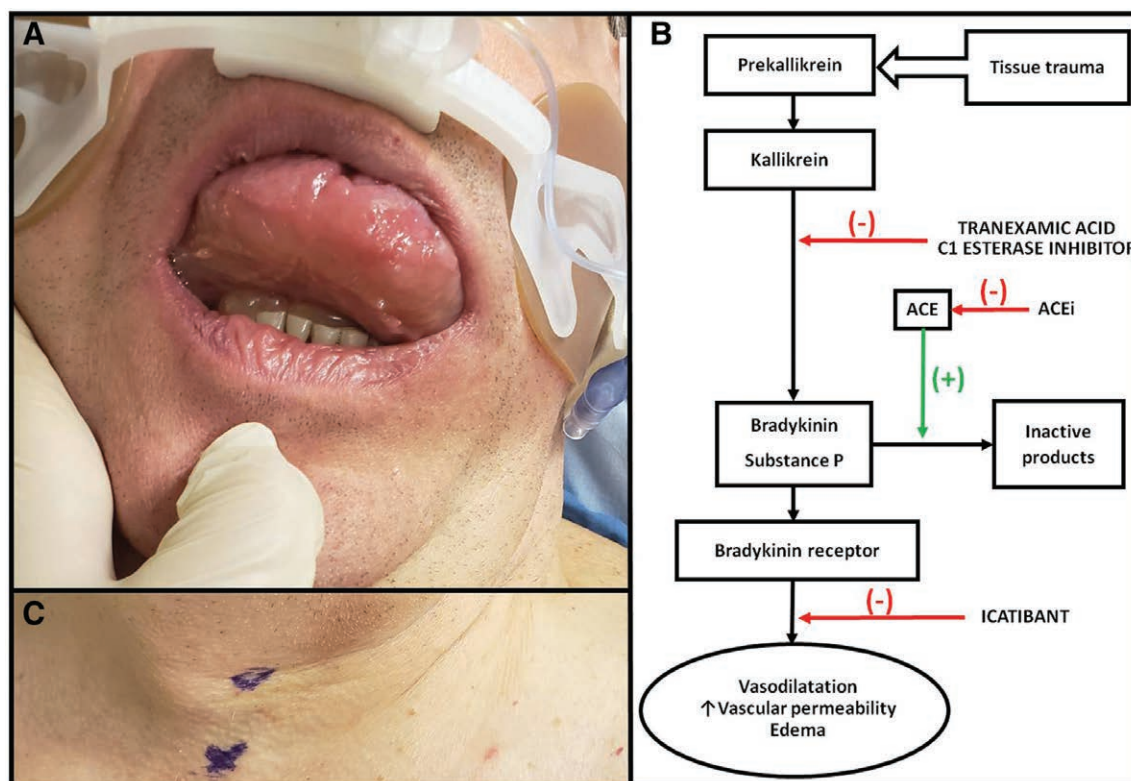 A
C
B
Prekallikrein
Tissue trauma
Kallikrein
(-)
TRANEXAMIC ACID
C1 ESTERASE INHIBITOR
(-)
ACE
ACEi
(+)
Bradykinin
Substance P
Inactive
products
Bradykinin receptor
(-)
ICATIBANT
Vasodilatation
↑Vascular permeability
Edema